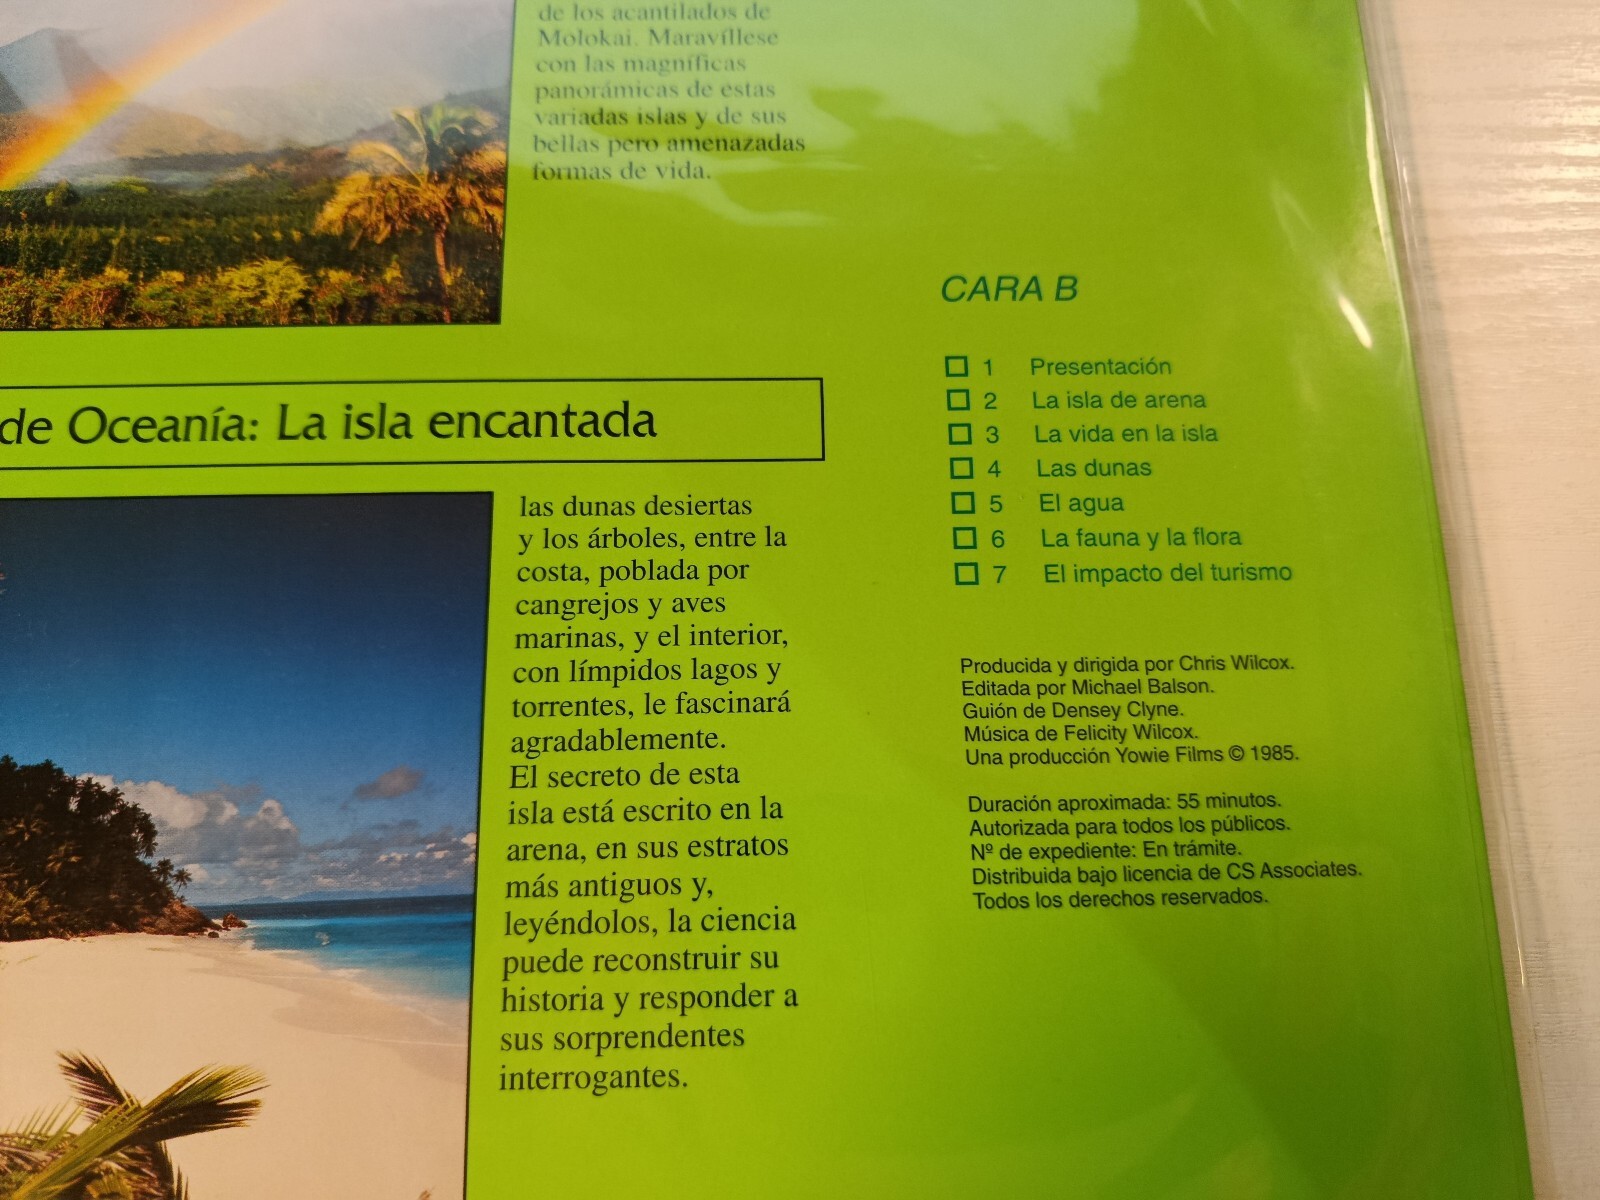 de los acantilados de
Molokai. Maravíllese
con las magníficas
panorámicas de estas
variadas islas y de sus
bellas pero amenazadas
formas de vida.
de Oceanía: La isla encantada
las dunas desiertas
y los árboles, entre la
costa, poblada por
cangrejos y aves
marinas, y el interior,
con límpidos lagos y
torrentes, le fascinará
agradablemente.
El secreto de esta
isla está escrito en la
arena, en sus estratos
más antiguos y,
leyéndolos, la ciencia
puede reconstruir su
historia y responder a
sus sorprendentes
interrogantes.
CARA B
1 Presentación
2 La isla de arena
3 La vida en la isla
4 Las dunas
5 El agua
6 La fauna y la flora
7 El impacto del turismo
Producida y dirigida por Chris Wilcox.
Editada por Michael Balson.
Guión de Densey Clyne.
Música de Felicity Wilcox.
Una producción Yowie Films © 1985.
Duración aproximada: 55 minutos.
Autorizada para todos los públicos.
Nº de expediente: En trámite.
Distribuida bajo licencia de CS Associates.
Todos los derechos reservados.